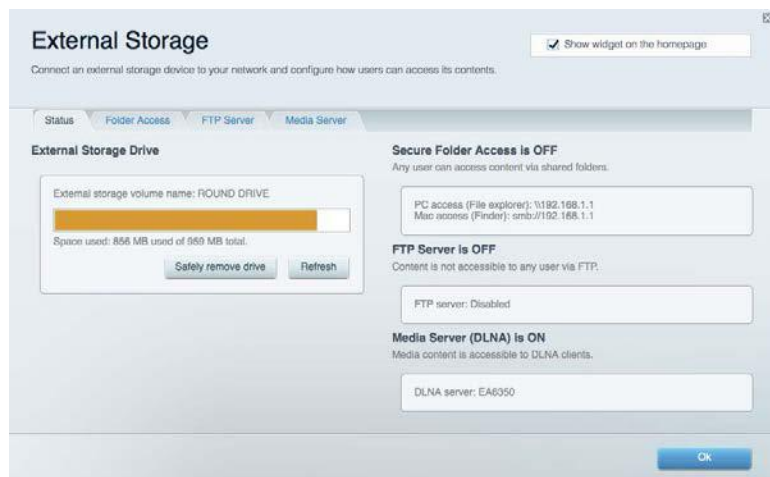 External Storage
Show widget on the homepage
Connect an external storage device to your network and configure how users can access its contents.
Status
Folder Access
FTP Server
Media Server
External Storage Drive
External storage volume name: ROUND DRIVE
Space used: 856 MB used of 969 MB total.
Safely remove drive
Refresh
Secure Folder Access is OFF
Any user can access content via shared folders.
PC access (File explorer): \\192.168.1.1
Mac access (Finder): smb://192.168.1.1
FTP Server is OFF
Content is not accessible to any user via FTP.
FTP server: Disabled
Media Server (DLNA) is ON
Media content is accessible to DLNA clients.
DLNA server: EA6350
Ok